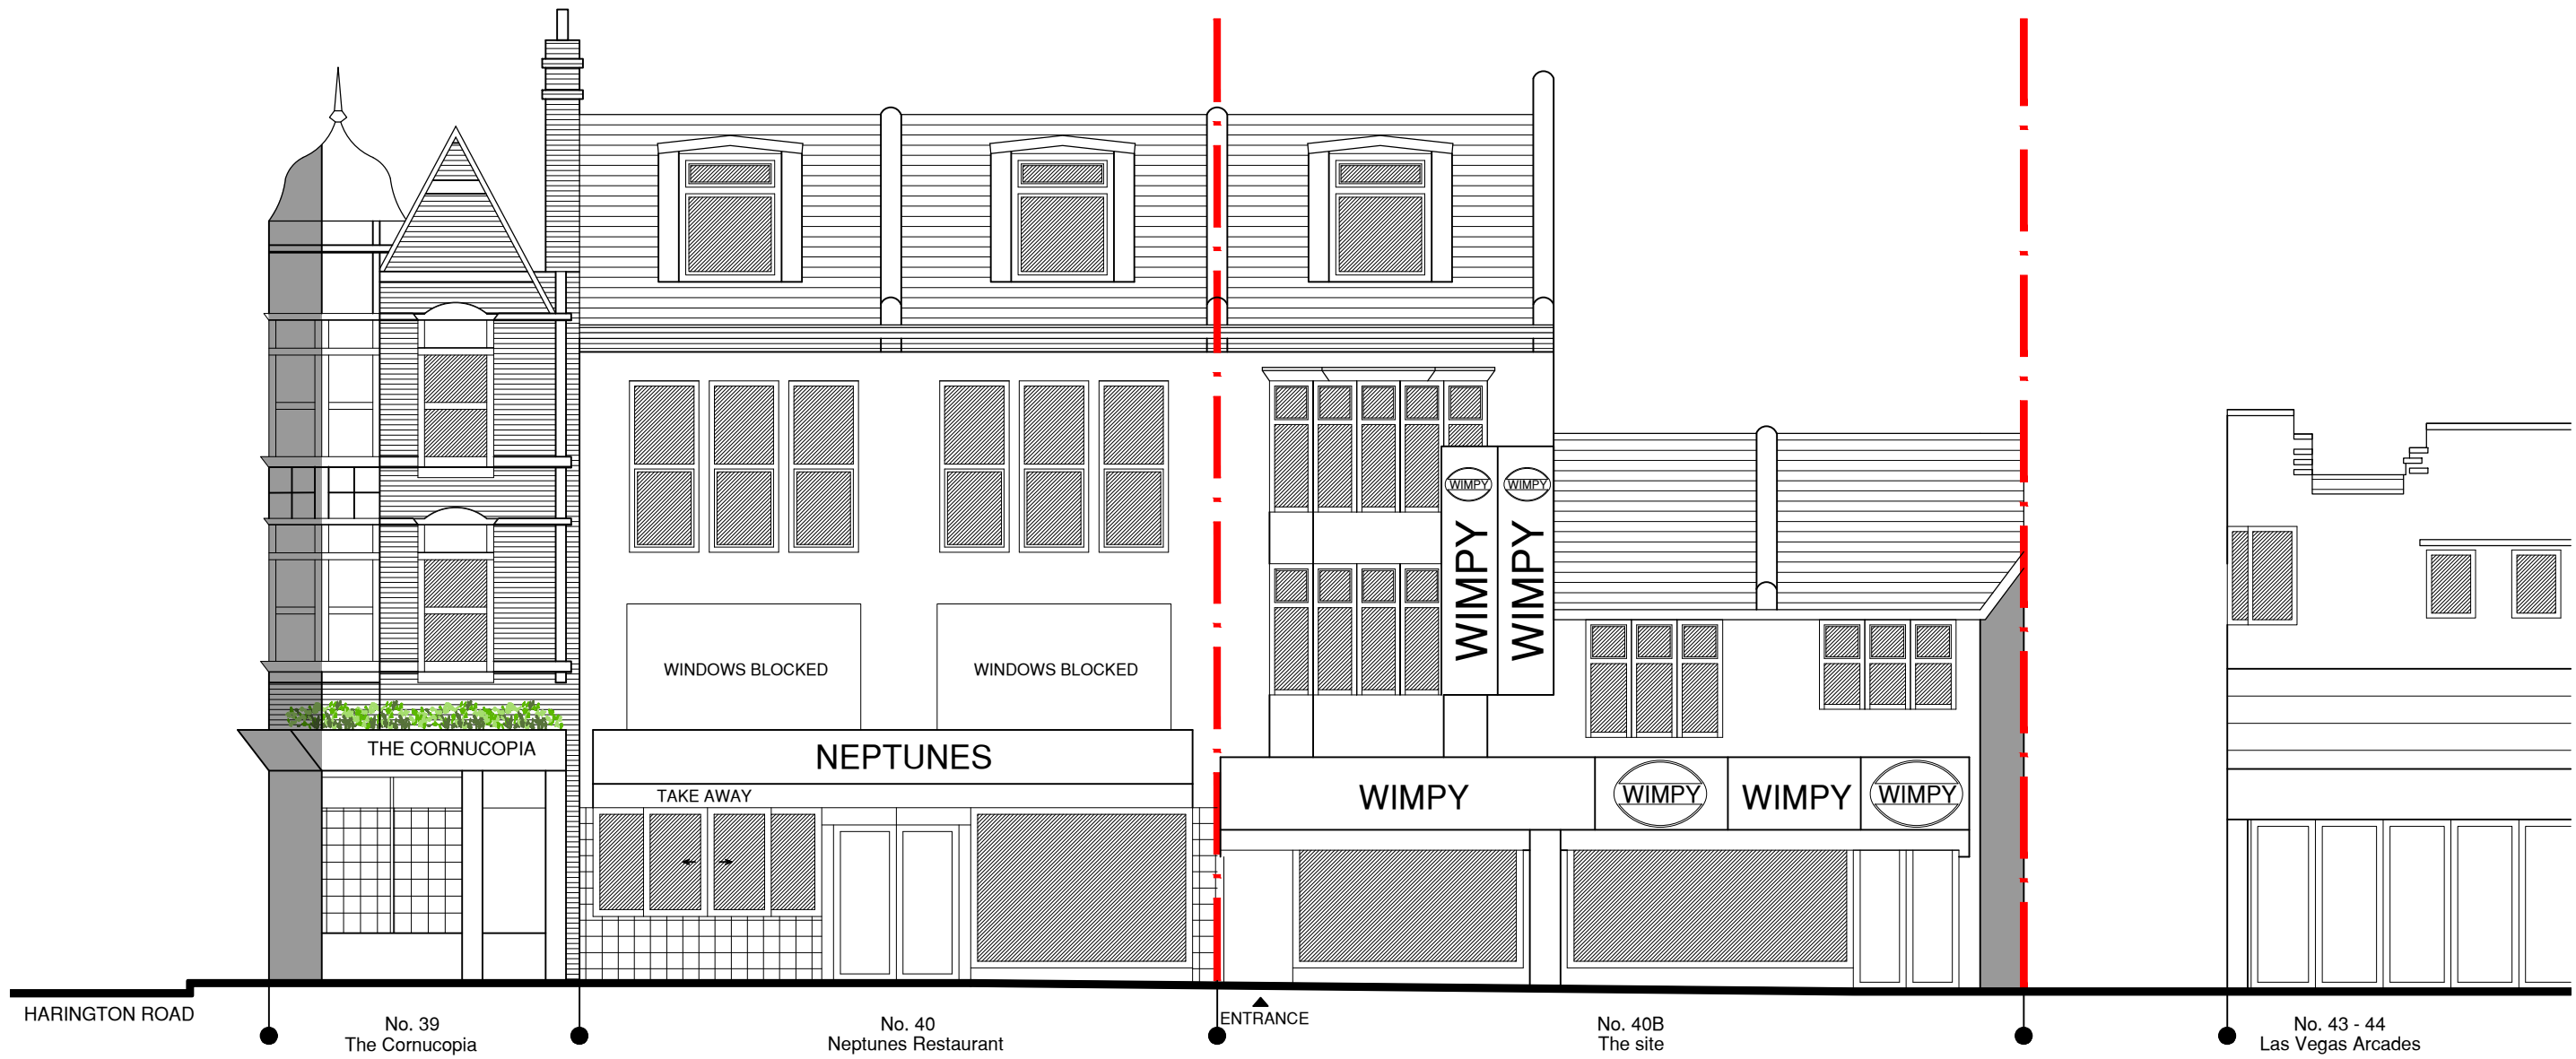 WIMPY
WIMPY
WIMPY
WIMPY
WINDOWS BLOCKED
WINDOWS BLOCKED
THE CORNUCOPIA
NEPTUNES
TAKE AWAY
WIMPY
WIMPY
WIMPY
WIMPY
HARINGTON ROAD
No. 39
The Cornucopia
No. 40
Neptunes Restaurant
ENTRANCE
No. 40B
The site
No. 43 - 44
Las Vegas Arcades